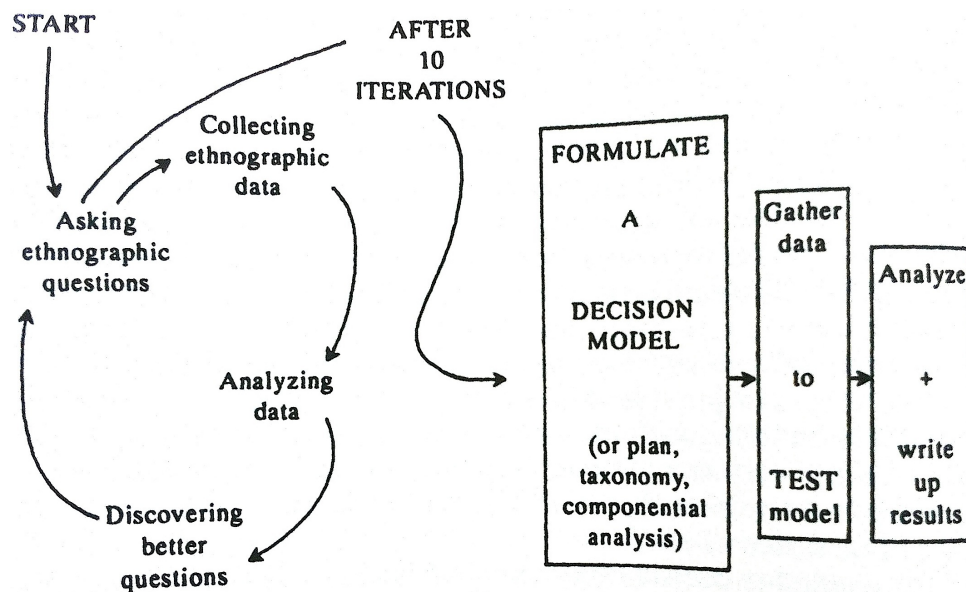 START
Asking
ethnographic
questions
Collecting
ethnographic
data
Analyzing
data
Discovering
better
questions
AFTER
10
ITERATIONS
FORMULATE
A
DECISION
MODEL
(or plan,
taxonomy,
componential
analysis)
Gather
data
to
TEST
model
Analyze
+
write
up
results